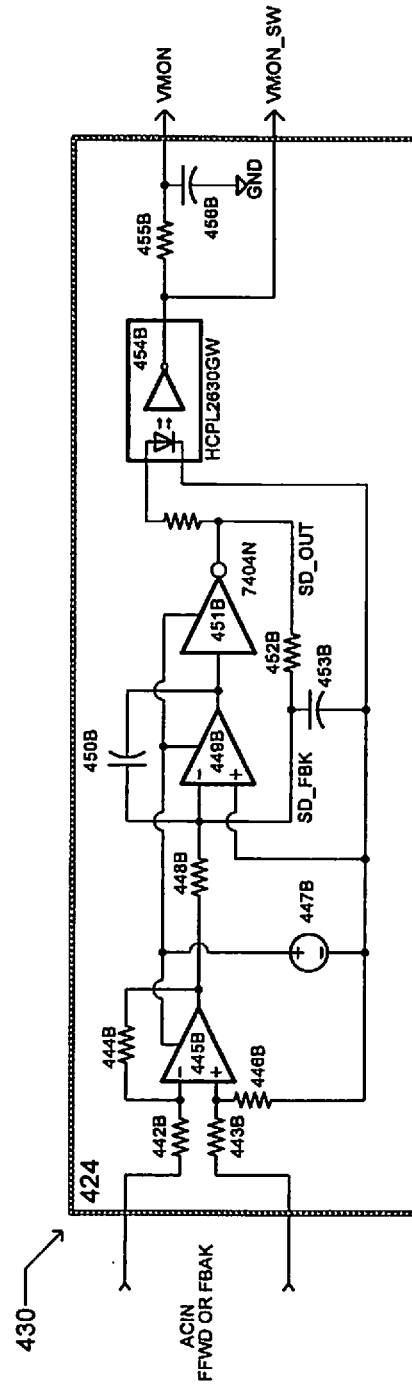 430
424
ACIN
FFWD OR FBAK
442B
443B
444B
445B
446B
447B
448B
449B
450B
451B
7404N
452B
453B
SD_FBK
SD_OUT
454B
HCPL2630GW
455B
456B
GND
VMON
VMON_SW